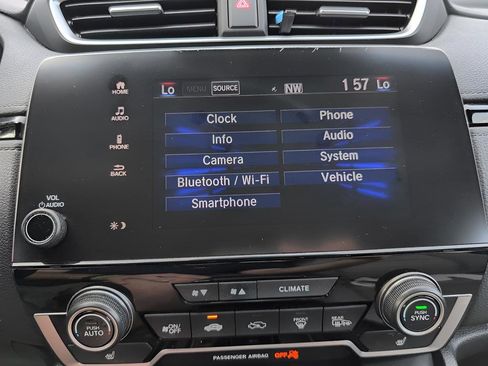 HOME
Lo MENU SOURCE NW 1 57 Lo
AUDIO
Clock Phone
Info Audio
PHONE
Camera System
BACK
Bluetooth / Wi-Fi Vehicle
Smartphone
VOL
AUDIO
CLIMATE
PUSH AUTO
ON/OFF
FRONT
REAR
PUSH SYNC
PASSENGER AIRBAG OFF